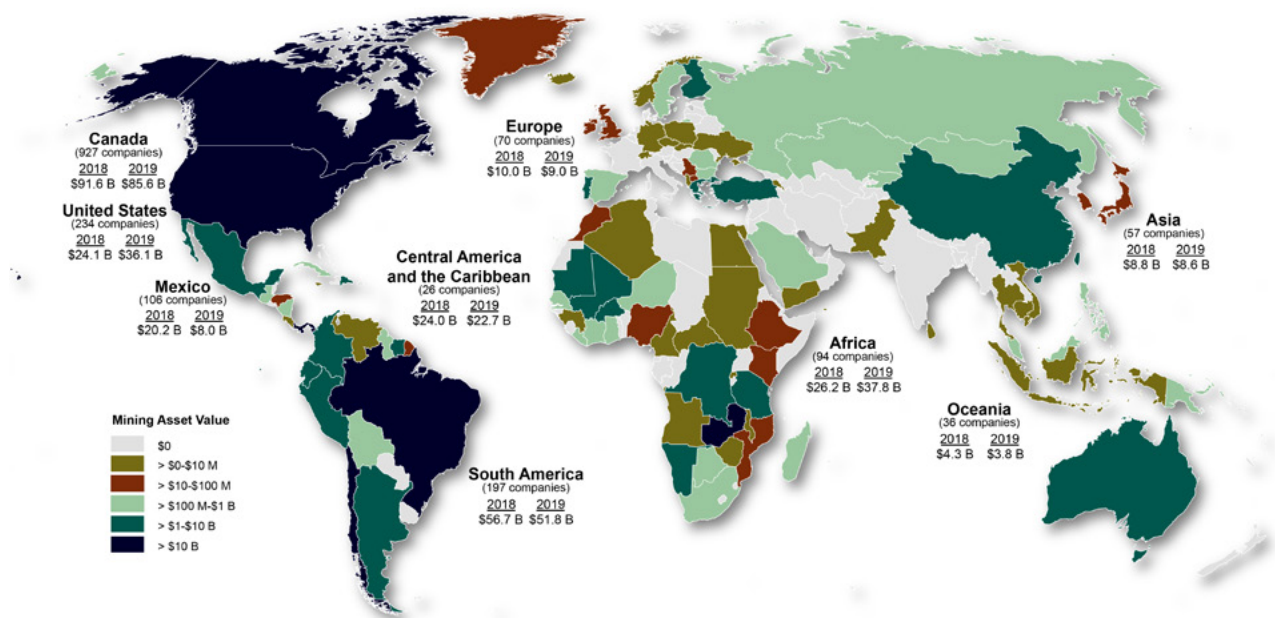 Canada
(927 companies)
2018 2019
$91.6 B $85.6 B
United States
(234 companies)
2018 2019
$24.1 B $36.1 B
Mexico
(106 companies)
2018 2019
$20.2 B $8.0 B
Central America
and the Caribbean
(26 companies)
2018 2019
$24.0 B $22.7 B
Europe
(70 companies)
2018 2019
$10.0 B $9.0 B
Asia
(57 companies)
2018 2019
$8.8 B $8.6 B
Africa
(94 companies)
2018 2019
$26.2 B $37.8 B
Oceania
(36 companies)
2018 2019
$4.3 B $3.8 B
South America
(197 companies)
2018 2019
$56.7 B $51.8 B
Mining Asset Value
$0
> $0-$10 M
> $10-$100 M
> $100 M-$1 B
> $1-$10 B
> $10 B